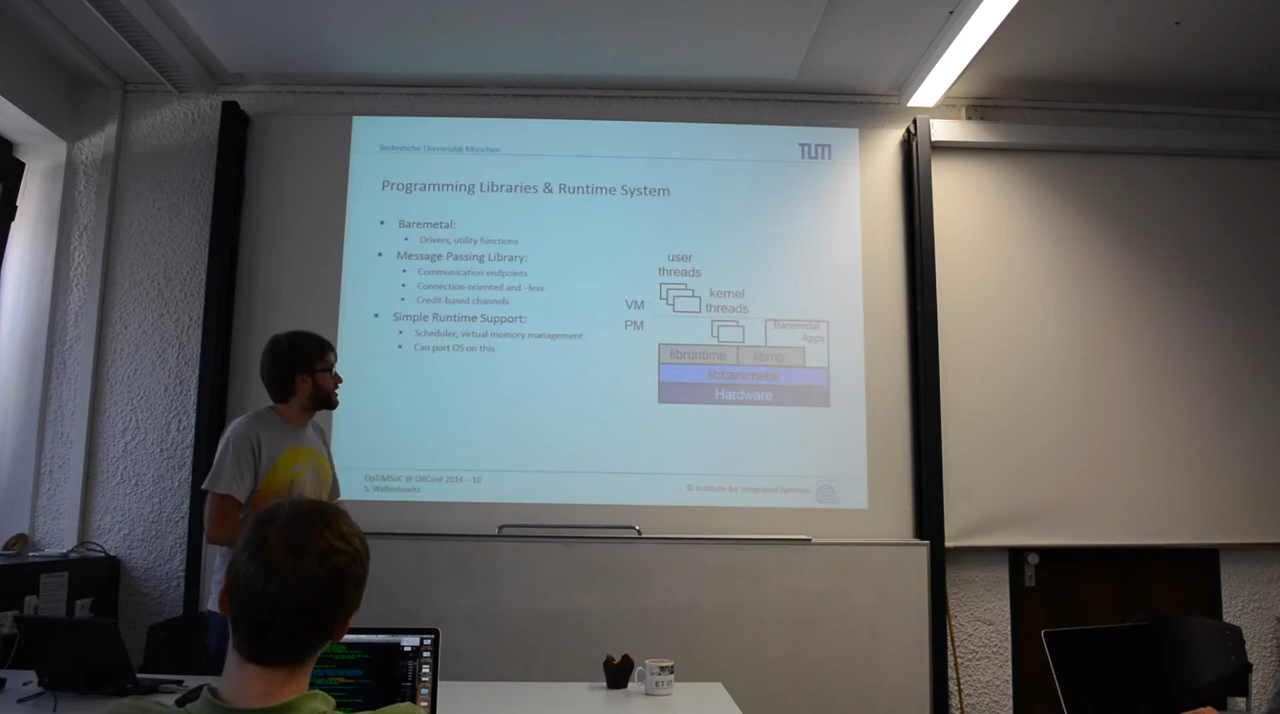 Technische Universität München
TUM
Programming Libraries & Runtime System
Baremetal:
Drivers, utility functions
Message Passing Library:
Communication endpoints
Connection-oriented and –less
Credit-based channels
Simple Runtime Support:
Scheduler, virtual memory management
Can port OS on this
user
threads
kernel
threads
VM
PM
Baremetal
Apps
libruntime
libmp
libbaremetal
Hardware
OpTiMSoC @ ORConf 2014 – 10
S. Wallentowitz
© Institute for Integrated Systems